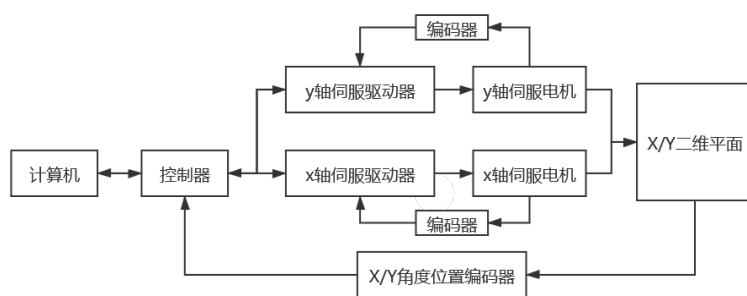 编码器
y轴伺服驱动器
y轴伺服电机
X/Y二维平面
计算机
控制器
x轴伺服驱动器
x轴伺服电机
编码器
X/Y角度位置编码器